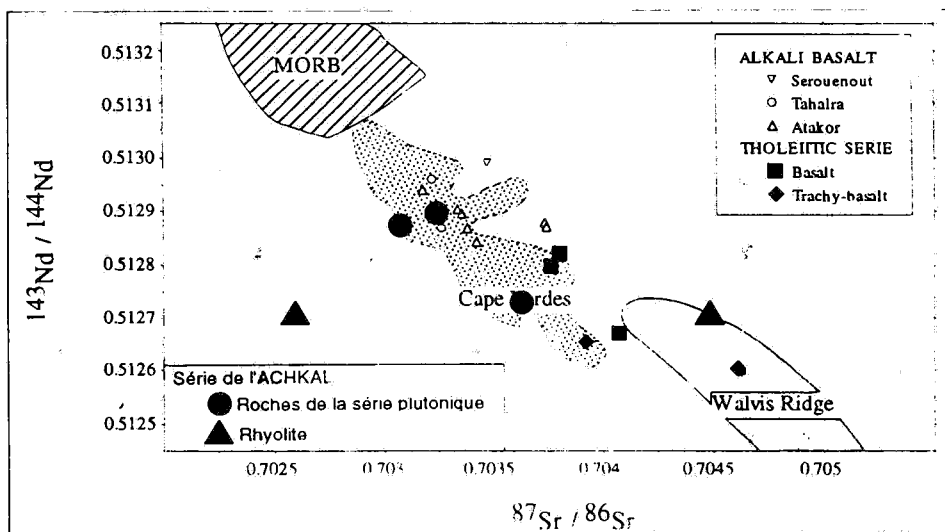 0.5132
0.5131
0.5130
0.5129
0.5128
0.5127
0.5126
0.5125
143Nd / 144Nd
MORB
ALKALI BASALT
Serouenout
Tahalra
Atakor
THOLEIITIC SERIE
Basalt
Trachy-basalt
Cape Verdes
Walvis Ridge
Série de l'ACHKAL
Roches de la série plutonique
Rhyolite
0.7025 0.703 0.7035 0.704 0.7045 0.705
87Sr / 86Sr